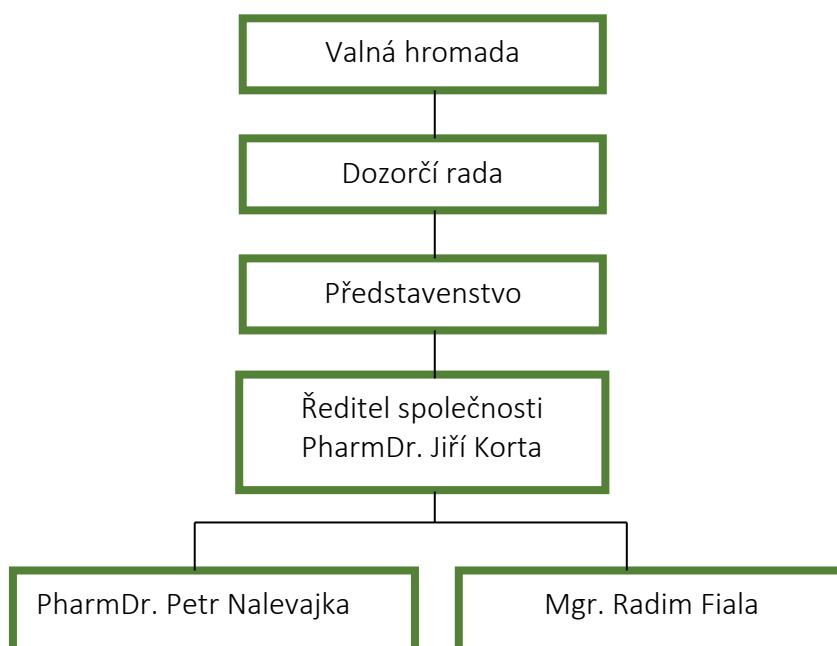 Valná hromada
Dozorčí rada
Představenstvo
Ředitel společnosti
PharmDr. Jiří Korta
PharmDr. Petr Nalevajka
Mgr. Radim Fiala